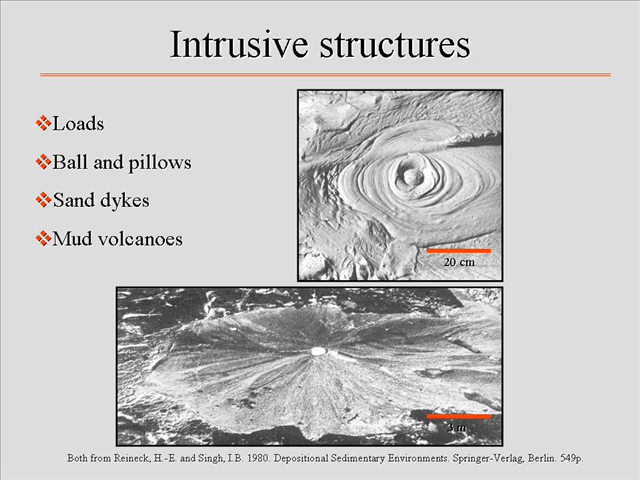 Intrusive structures
Loads
Ball and pillows
Sand dykes
Mud volcanoes
20 cm
3 m
Both from Reineck, H.-E. and Singh, I.B. 1980. Depositional Sedimentary Environments. Springer-Verlag, Berlin. 549p.